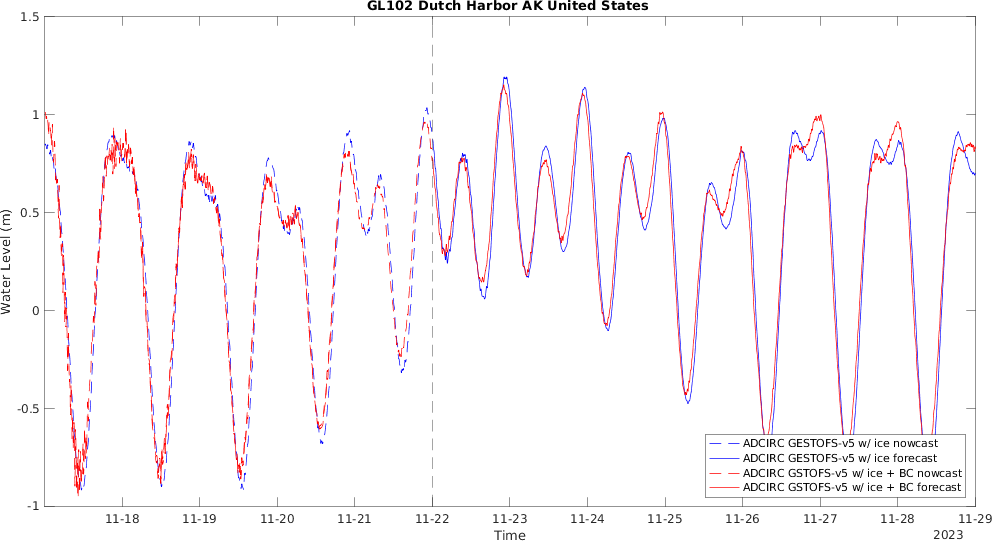 GL102 Dutch Harbor AK United States
1.5
1
0.5
0
-0.5
-1
Water Level (m)
ADCIRC GESTOFS-v5 w/ ice nowcast
ADCIRC GESTOFS-v5 w/ ice forecast
ADCIRC GSTOFS-v5 w/ ice + BC nowcast
ADCIRC GSTOFS-v5 w/ ice + BC forecast
11-18 11-19 11-20 11-21 11-22 11-23 11-24 11-25 11-26 11-27 11-28 11-29
Time
2023